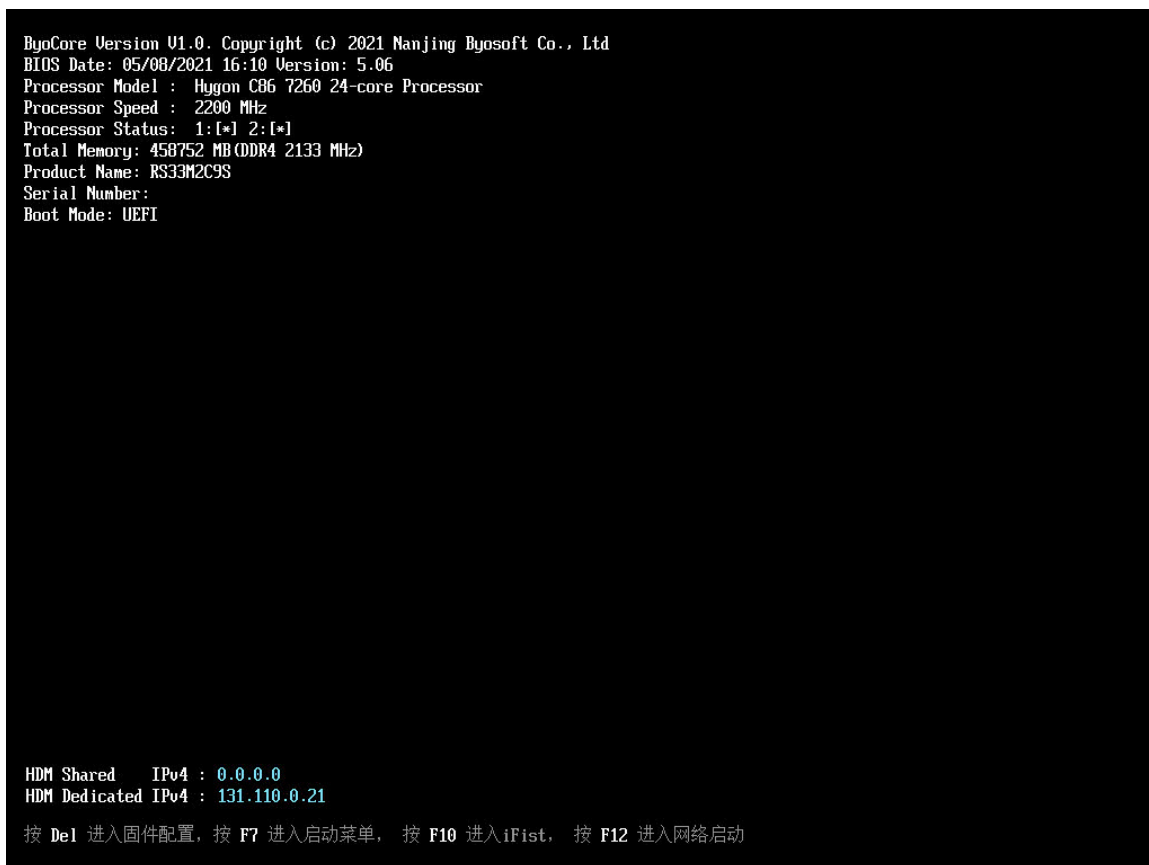 ByoCore Version V1.0. Copyright (c) 2021 Nanjing Byosoft Co., Ltd
BIOS Date: 05/08/2021 16:10 Version: 5.06
Processor Model :  Hygon C86 7260 24-core Processor
Processor Speed :  2200 MHz
Processor Status:  1:[*] 2:[*]
Total Memory: 458752 MB(DDR4 2133 MHz)
Product Name: RS33M2C9S
Serial Number:
Boot Mode: UEFI
HDM Shared    IPv4 : 0.0.0.0
HDM Dedicated IPv4 : 131.110.0.21
按 Del 进入固件配置, 按 F7 进入启动菜单, 按 F10 进入iFist, 按 F12 进入网络启动